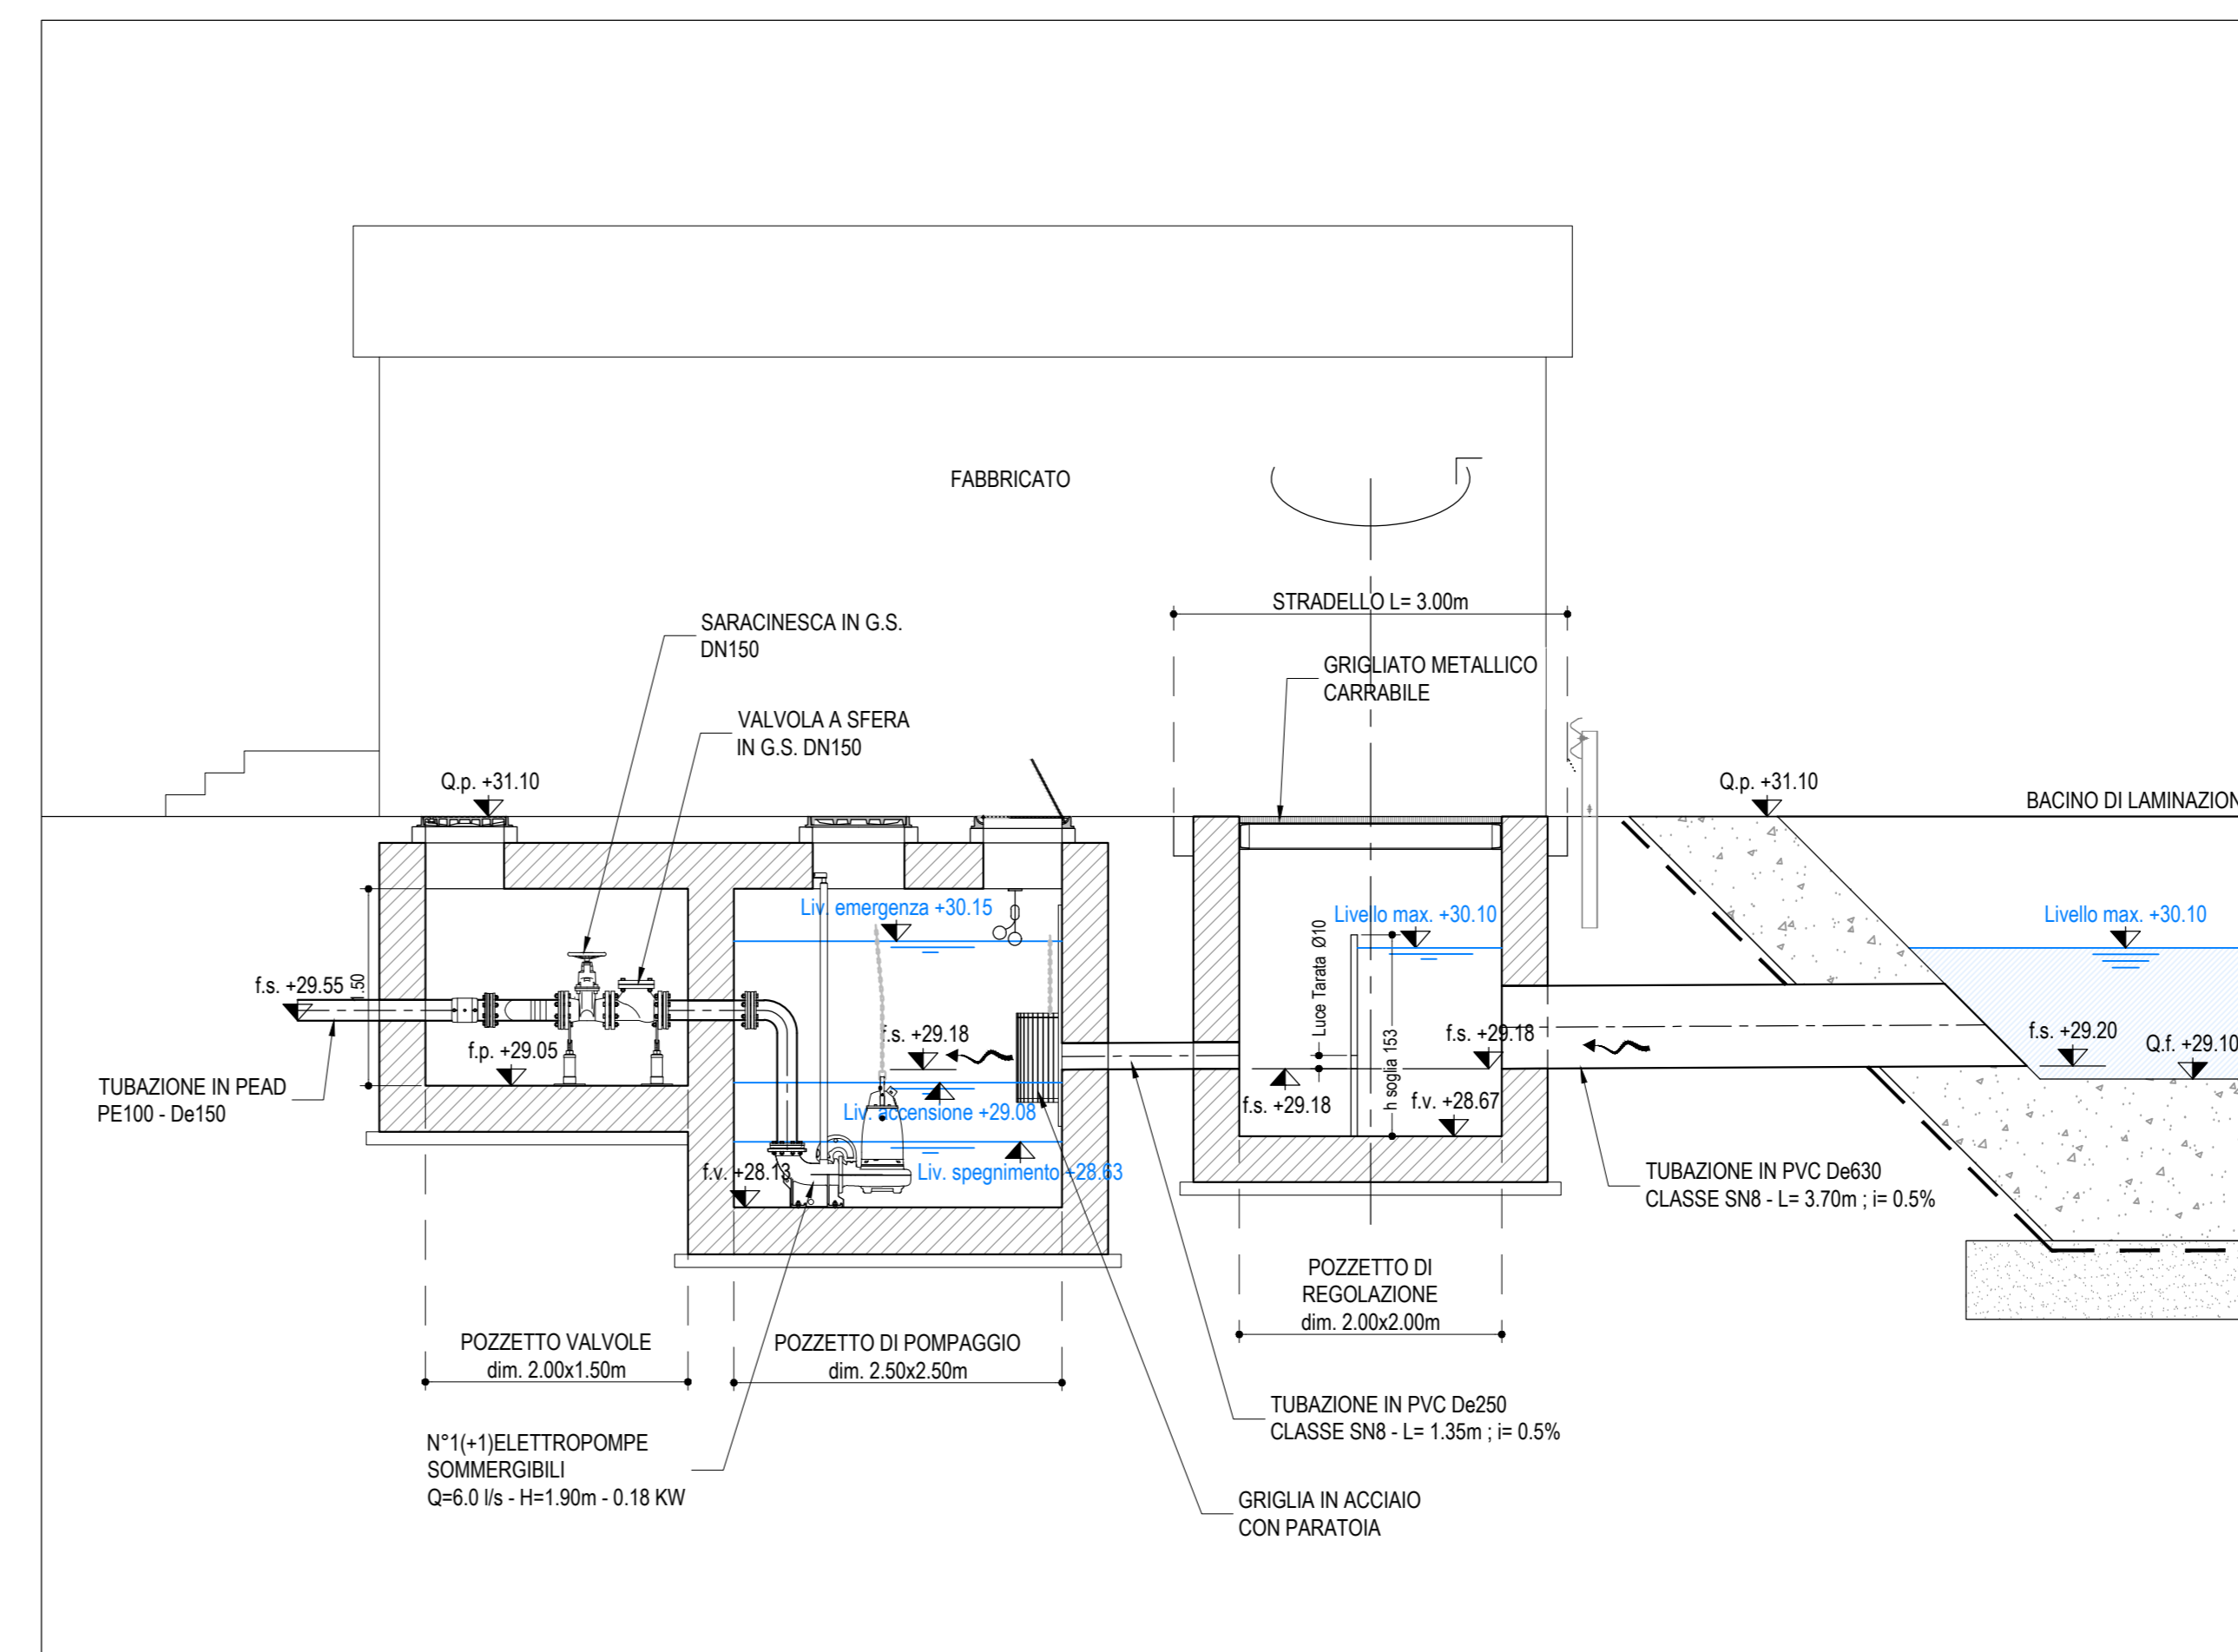 FABBRICATO
STRADELLO L= 3.00m
SARACINESCA IN G.S.
DN150
GRIGLIATO METALLICO
CARRABILE
VALVOLA A SFERA
IN G.S. DN150
Q.p. +31.10
Q.p. +31.10
BACINO DI LAMINAZION
Liv. emergenza +30.15
Livello max. +30.10
Livello max. +30.10
Luce Tarata Ø10
f.s. +29.55
1.50
f.s. +29.18
f.s. +29.18
f.s. +29.20
Q.f. +29.10
f.p. +29.05
h soglia 153
TUBAZIONE IN PEAD
PE100 - De150
Liv. accensione +29.08
f.s. +29.18
f.v. +28.67
f.v. +28.13
Liv. spegnimento +28.63
TUBAZIONE IN PVC De630
CLASSE SN8 - L= 3.70m ; i= 0.5%
POZZETTO DI
REGOLAZIONE
dim. 2.00x2.00m
POZZETTO VALVOLE
dim. 2.00x1.50m
POZZETTO DI POMPAGGIO
dim. 2.50x2.50m
TUBAZIONE IN PVC De250
CLASSE SN8 - L= 1.35m ; i= 0.5%
N°1(+1)ELETTROPOMPE
SOMMERGIBILI
Q=6.0 l/s - H=1.90m - 0.18 KW
GRIGLIA IN ACCIAIO
CON PARATOIA